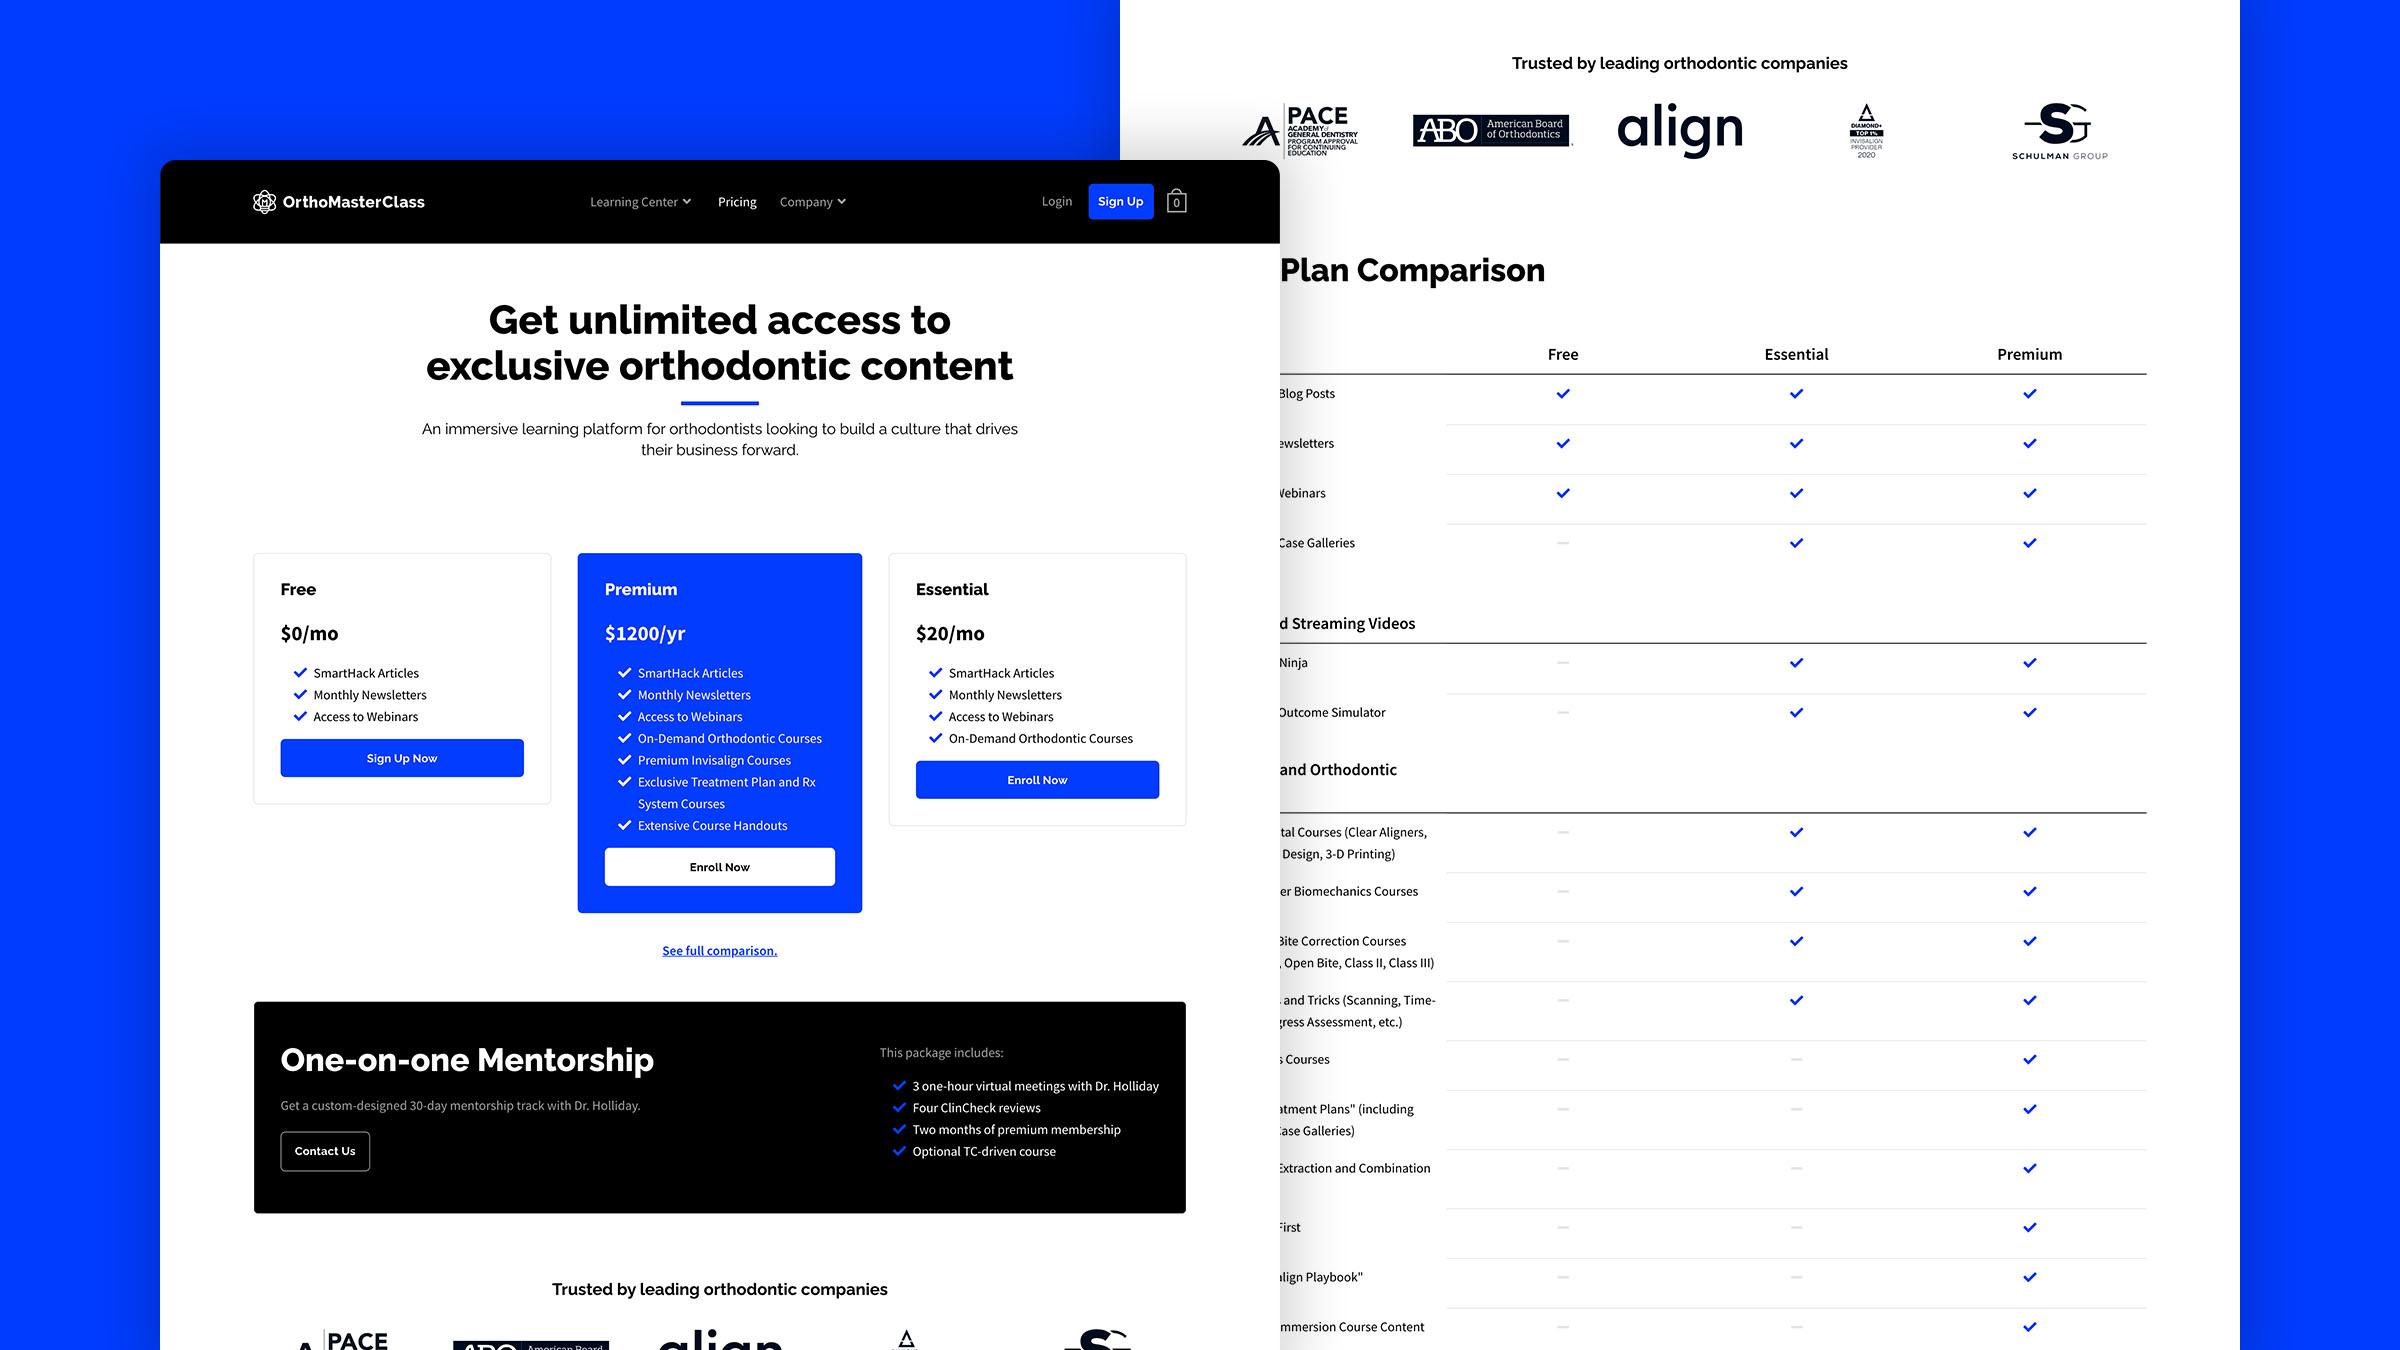 OrthoMasterClass
Learning Center
Pricing
Company
Login
Sign Up
0
Get unlimited access to
exclusive orthodontic content
An immersive learning platform for orthodontists looking to build a culture that drives
their business forward.
Free
$0/mo
SmartHack Articles
Monthly Newsletters
Access to Webinars
Sign Up Now
Premium
$1200/yr
SmartHack Articles
Monthly Newsletters
Access to Webinars
On-Demand Orthodontic Courses
Premium Invisalign Courses
Exclusive Treatment Plan and Rx
System Courses
Extensive Course Handouts
Enroll Now
Essential
$20/mo
SmartHack Articles
Monthly Newsletters
Access to Webinars
On-Demand Orthodontic Courses
Enroll Now
See full comparison.
One-on-one Mentorship
Get a custom-designed 30-day mentorship track with Dr. Holliday.
Contact Us
This package includes:
3 one-hour virtual meetings with Dr. Holliday
Four ClinCheck reviews
Two months of premium membership
Optional TC-driven course
Trusted by leading orthodontic companies
PACE
ABO American Board
align
Trusted by leading orthodontic companies
PACE
ACADEMY of
GENERAL DENTISTRY
PROGRAM APPROVAL
FOR CONTINUING
EDUCATION
ABO
American Board
of Orthodontics
align
DIAMOND+
TOP 1%
INVISALIGN
PROVIDER
2020
SG
SCHULMAN GROUP
Plan Comparison
Free Essential Premium
Blog Posts
ewsletters
Webinars
Case Galleries
d Streaming Videos
Ninja
Outcome Simulator
and Orthodontic
tal Courses (Clear Aligners,
Design, 3-D Printing)
er Biomechanics Courses
Bite Correction Courses
, Open Bite, Class II, Class III)
and Tricks (Scanning, Time-
gress Assessment, etc.)
s Courses
atment Plans" (including
Case Galleries)
Extraction and Combination
First
align Playbook"
mmersion Course Content